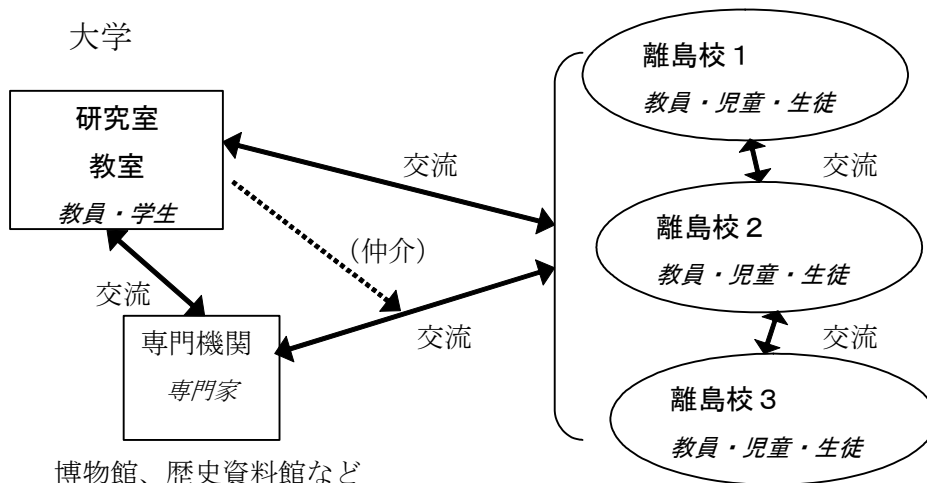 大学
研究室
教室
教員・学生
交流
(仲介)
交流
専門機関
専門家
博物館、歴史資料館など
交流
離島校1
教員・児童・生徒
交流
離島校2
教員・児童・生徒
交流
離島校3
教員・児童・生徒